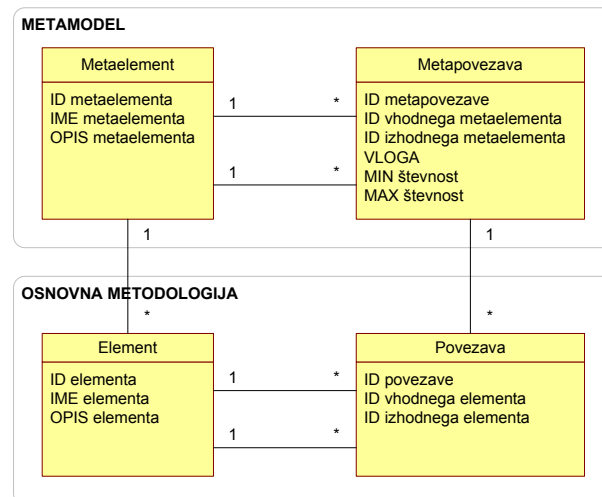 METAMODEL
Metaelement
ID metaelementa
IME metaelementa
OPIS metaelementa
1
*
1
*
Metapovezava
ID metapovezave
ID vhodnega metaelementa
ID izhodnega metaelementa
VLOGA
MIN števnost
MAX števnost
1
1
OSNOVNA METODOLOGIJA
*
*
Element
ID elementa
IME elementa
OPIS elementa
1
*
1
*
Povezava
ID povezave
ID vhodnega elementa
ID izhodnega elementa